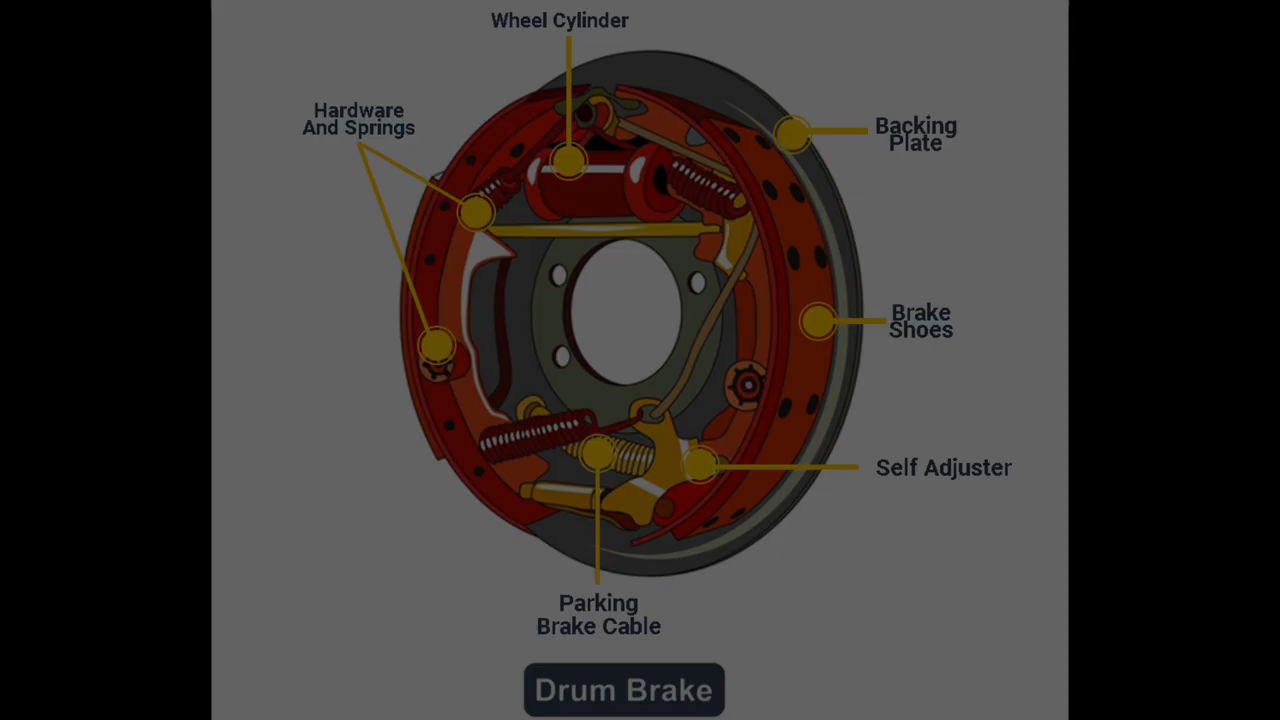 Wheel Cylinder
Hardware
And Springs
Backing
Plate
Brake
Shoes
Self Adjuster
Parking
Brake Cable
Drum Brake